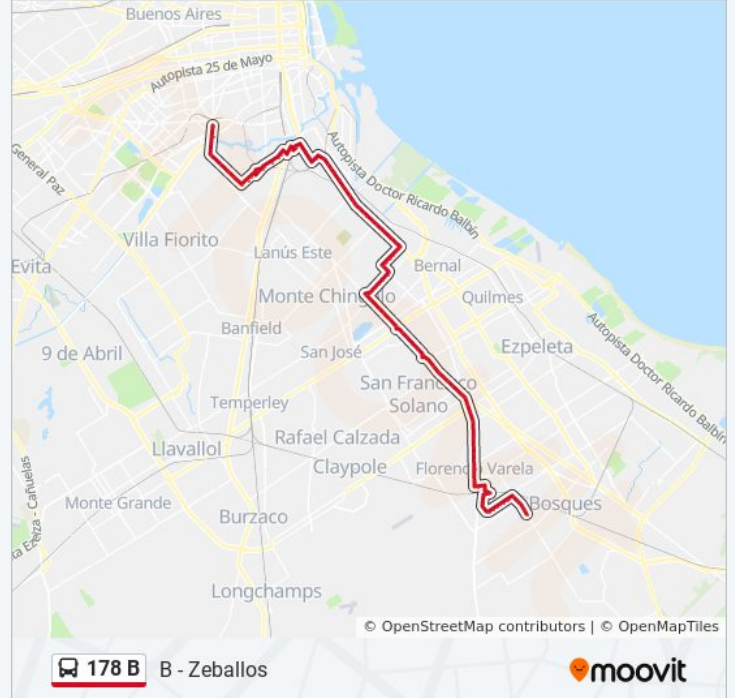 Buenos Aires
Autopista 25 de Mayo
General Paz
Autopista Doctor Ricardo Balbín
Villa Fiorito
Lanús Este
Evita
Bernal
Monte Chingolo
Quilmes
Banfield
Autopista Doctor Ricardo Balbín
9 de Abril
San José
Ezpeleta
San Francisco
Solano
Temperley
Rafael Calzada
Llavallol
Claypole
Florencio Varela
Monte Grande
Bosques
Burzaco
ta Ezeiza - Cañuelas
Longchamps
© OpenStreetMap contributors | © OpenMapTiles
178 B B - Zeballos
moovit